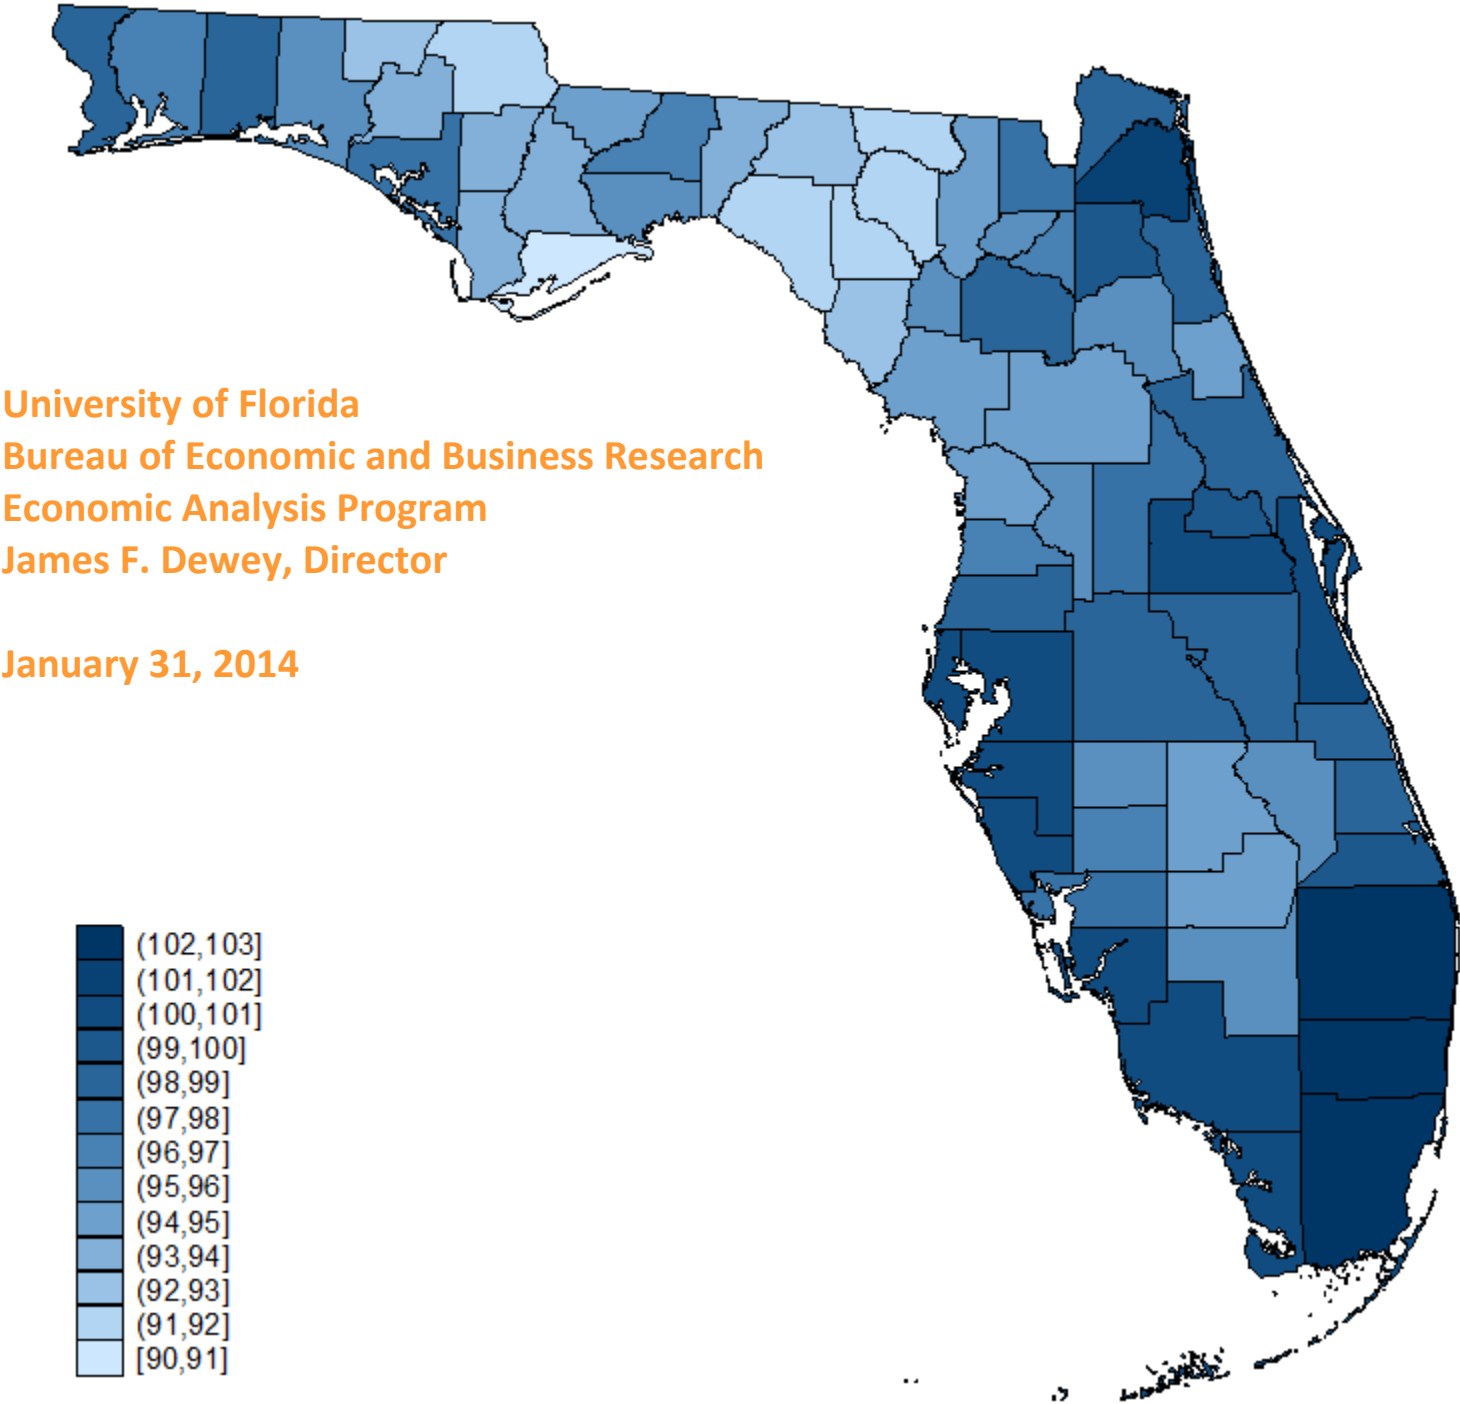 University of Florida
Bureau of Economic and Business Research
Economic Analysis Program
James F. Dewey, Director
January 31, 2014
(102,103]
(101,102]
(100,101]
(99,100]
(98,99]
(97,98]
(96,97]
(95,96]
(94,95]
(93,94]
(92,93]
(91,92]
[90,91]